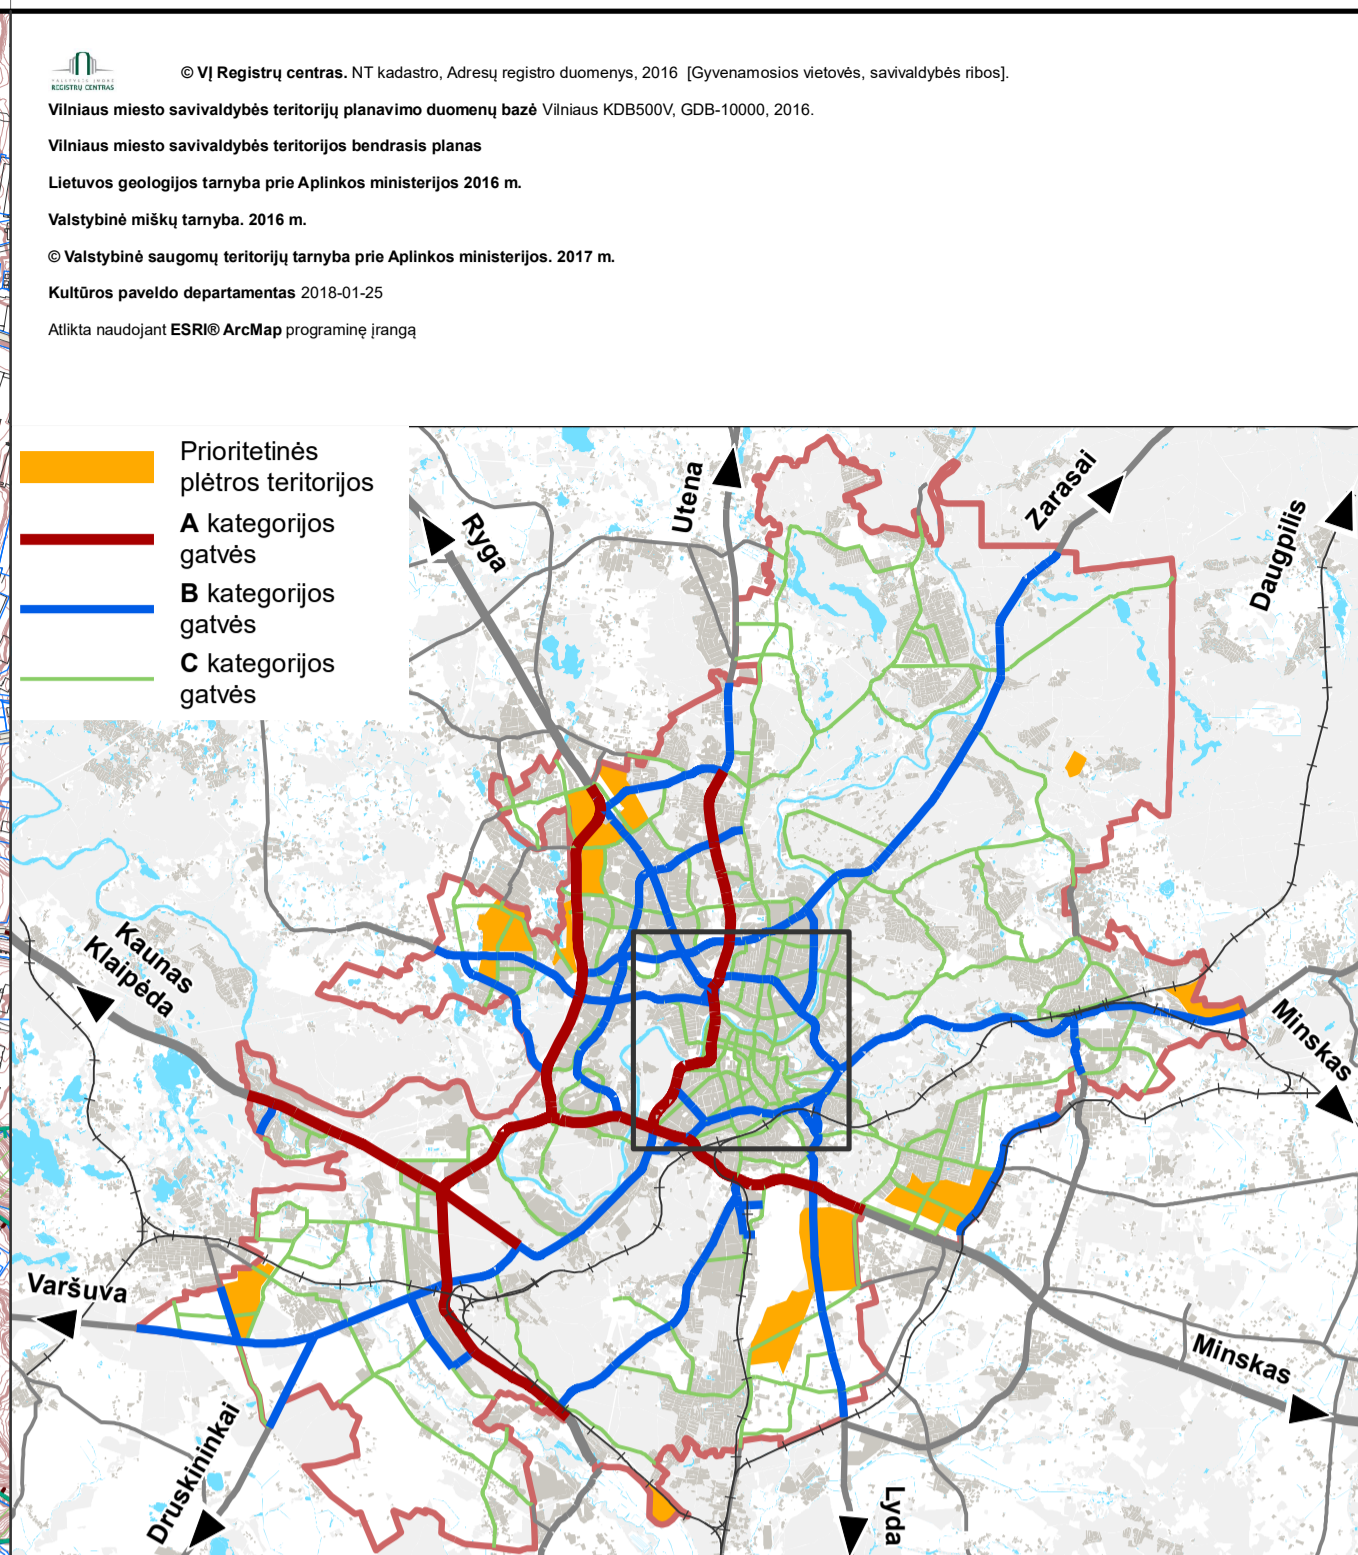 VALSTYBĖS ĮMONĖ
REGISTRŲ CENTRAS
© VĮ Registrų centras. NT kadastro, Adresų registro duomenys, 2016 [Gyvenamosios vietovės, savivaldybės ribos].
Vilniaus miesto savivaldybės teritorijų planavimo duomenų bazė Vilniaus KDB500V, GDB-10000, 2016.
Vilniaus miesto savivaldybės teritorijos bendrasis planas
Lietuvos geologijos tarnyba prie Aplinkos ministerijos 2016 m.
Valstybinė miškų tarnyba. 2016 m.
© Valstybinė saugomų teritorijų tarnyba prie Aplinkos ministerijos. 2017 m.
Kultūros paveldo departamentas 2018-01-25
Atlikta naudojant ESRI® ArcMap programinę įrangą
Prioritetinės
plėtros teritorijos
A kategorijos
gatvės
B kategorijos
gatvės
C kategorijos
gatvės
Ryga
Utena
Zarasai
Daugpilis
Kaunas
Klaipėda
Minskas
Varšuva
Minskas
Druskininkai
Lyda